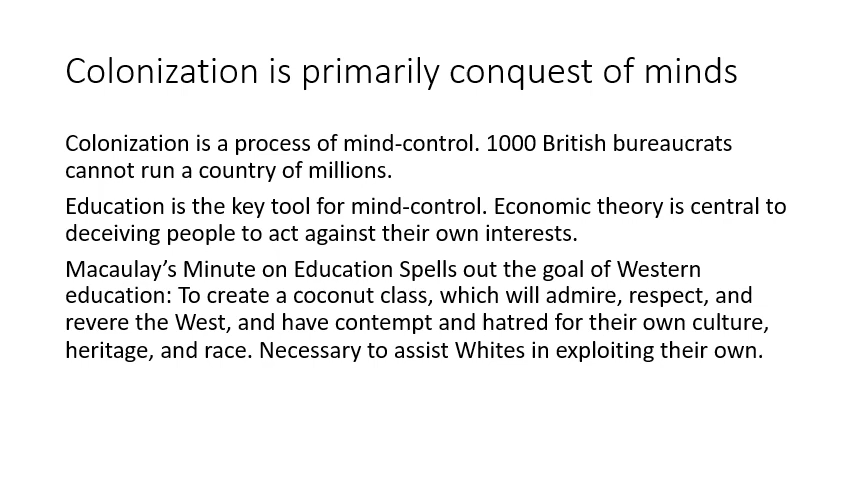 Colonization is primarily conquest of minds
Colonization is a process of mind-control. 1000 British bureaucrats
cannot run a country of millions.
Education is the key tool for mind-control. Economic theory is central to
deceiving people to act against their own interests.
Macaulay’s Minute on Education Spells out the goal of Western
education: To create a coconut class, which will admire, respect, and
revere the West, and have contempt and hatred for their own culture,
heritage, and race. Necessary to assist Whites in exploiting their own.